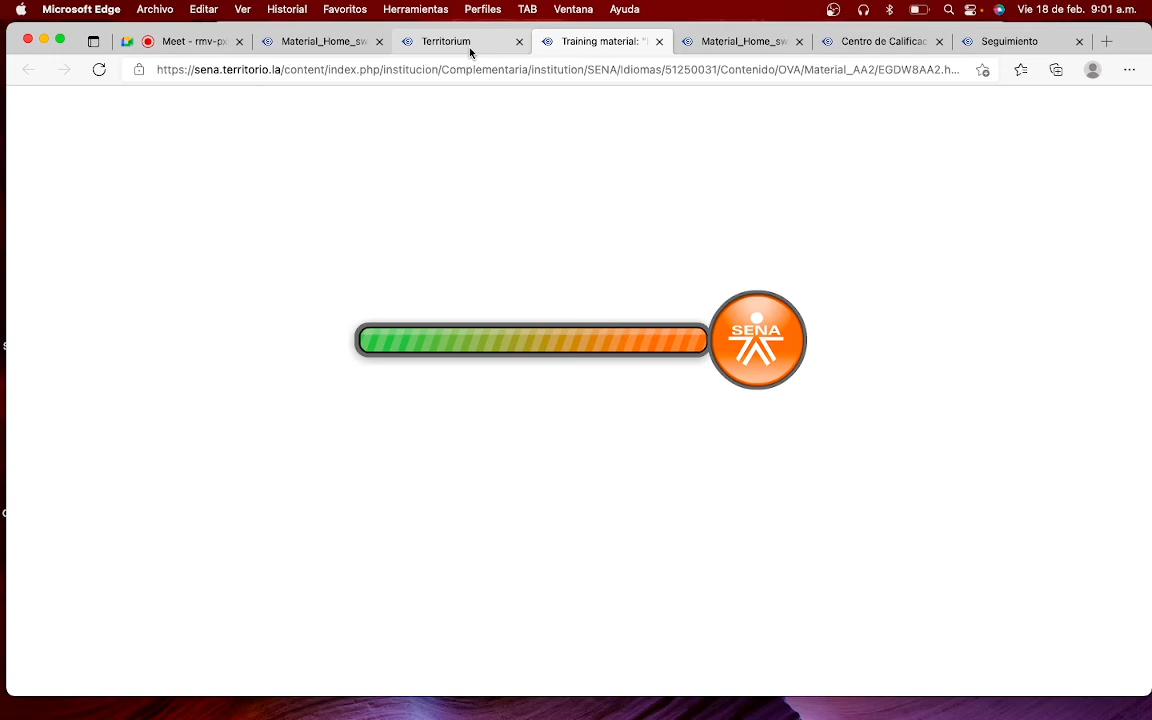 Microsoft Edge Archivo Editar Ver Historial Favoritos Herramientas Perfiles TAB Ventana Ayuda Vie 18 de feb. 9:01 a.m.
Meet - rmv-px Material_Home_sw Territorium Training material: "I Material_Home_sw Centro de Calificac Seguimiento
https://sena.territorio.la/content/index.php/institucion/Complementaria/institution/SENA/Idiomas/51250031/Contenido/OVA/Material_AA2/EGDW8AA2.h...
SENA